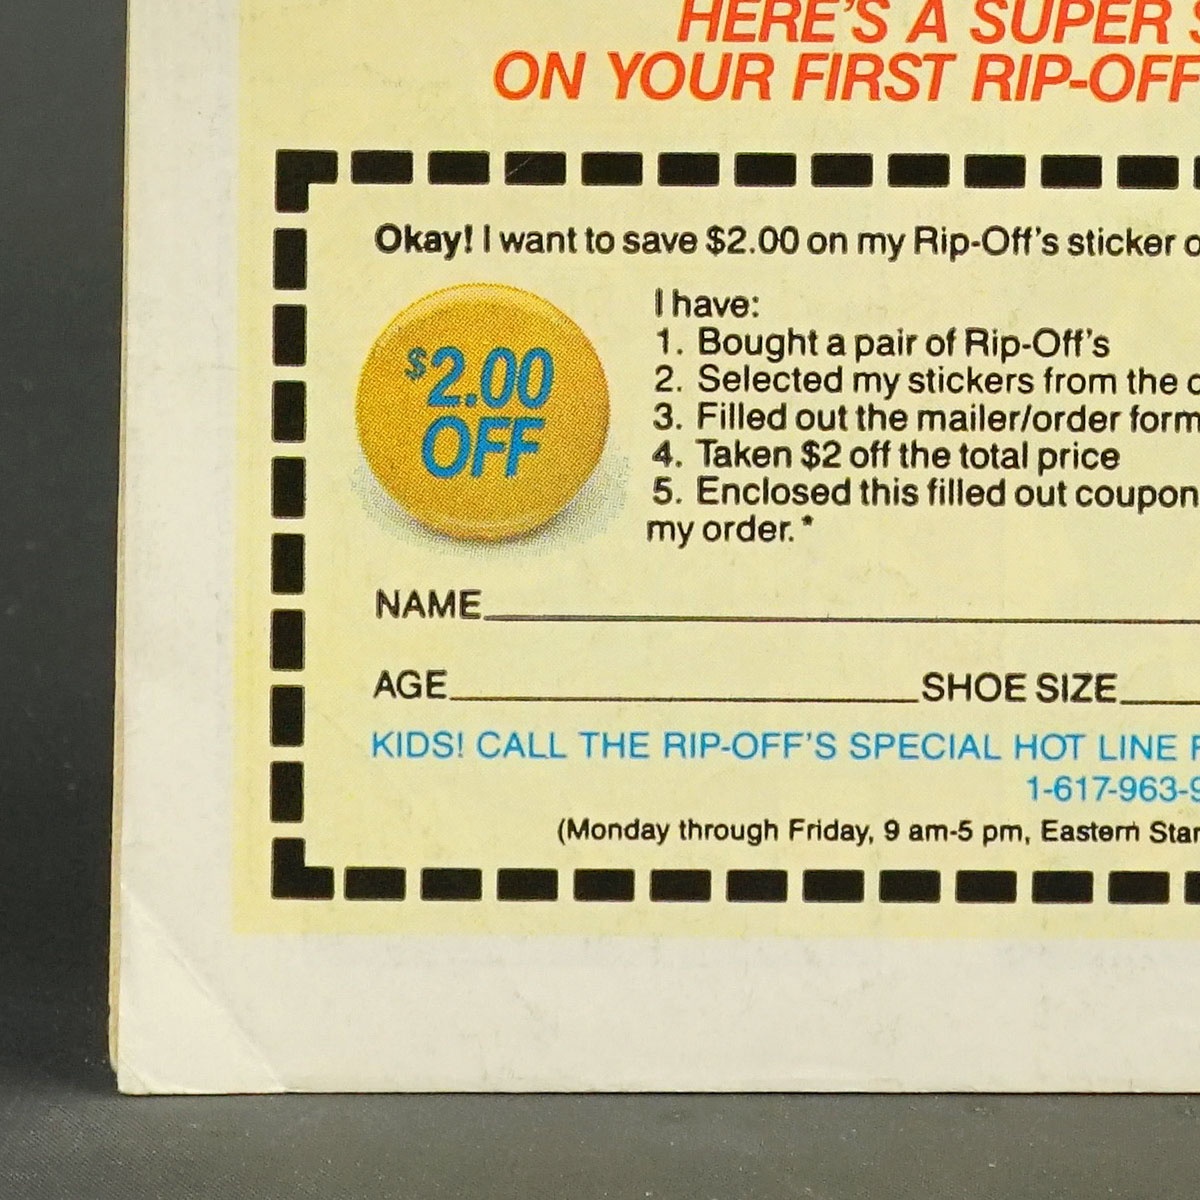 HERE'S A SUPER
ON YOUR FIRST RIP-OFF
Okay! I want to save $2.00 on my Rip-Off's sticker
$2.00
OFF
I have:
1. Bought a pair of Rip-Off's
2. Selected my stickers from the
3. Filled out the mailer/order form
4. Taken $2 off the total price
5. Enclosed this filled out coupon
my order.*
NAME
AGE SHOE SIZE
KIDS! CALL THE RIP-OFF'S SPECIAL HOT LINE
1-617-963-9
(Monday through Friday, 9 am-5 pm, Eastern